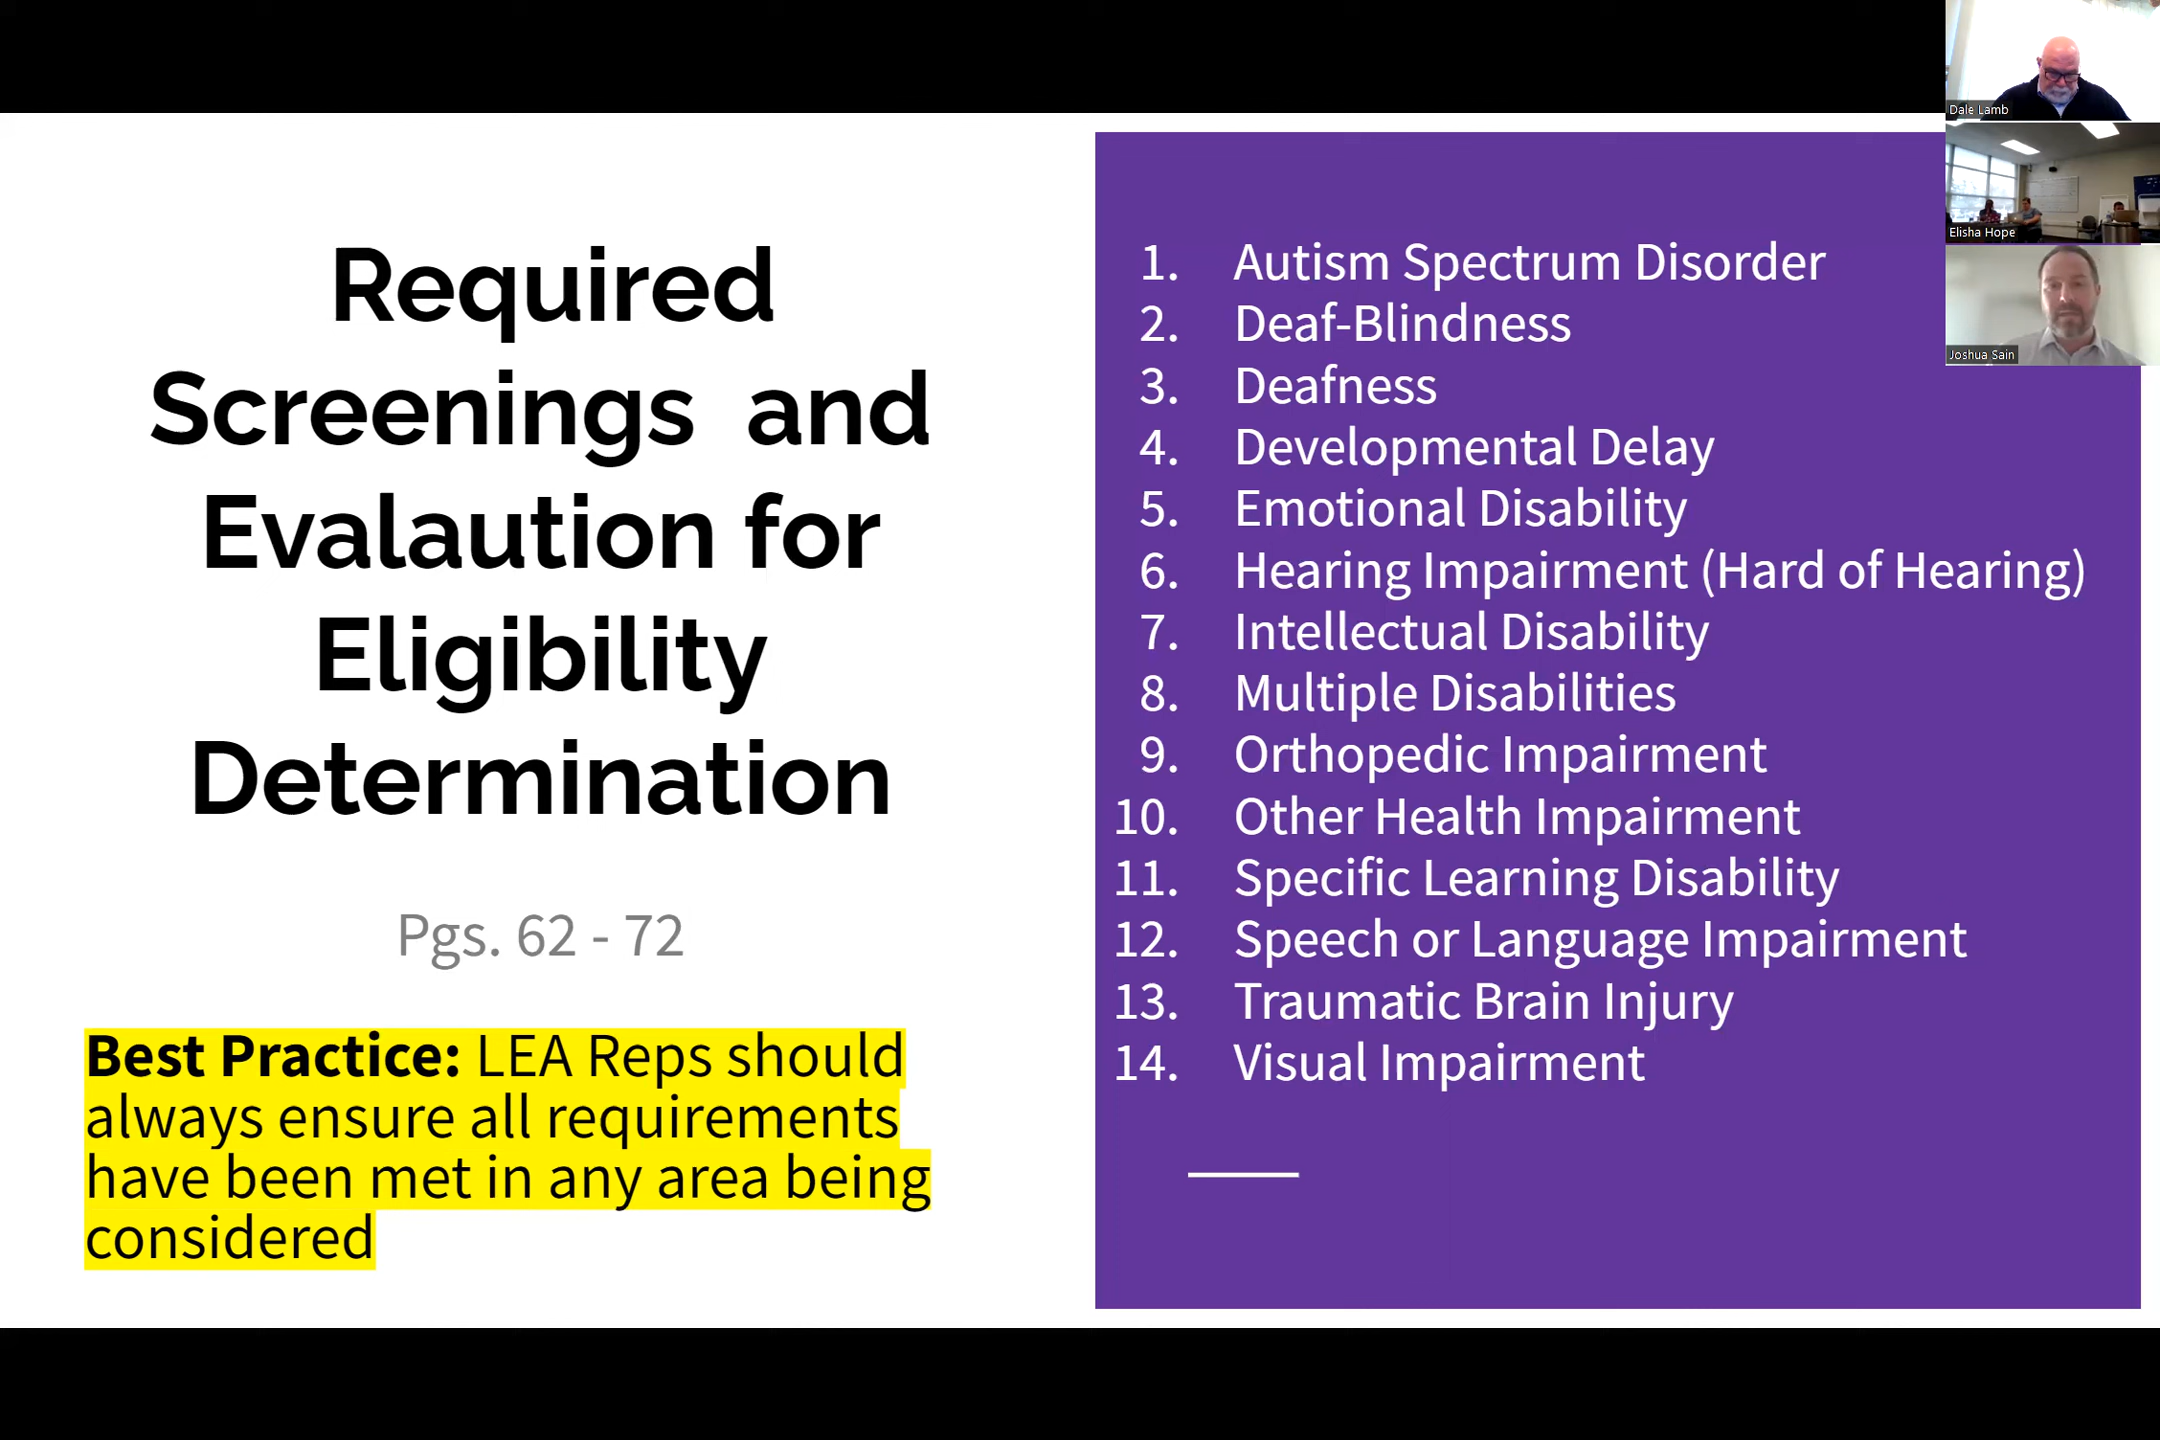 Required
Screenings and
Evalaution for
Eligibility
Determination
Pgs. 62 - 72
Best Practice: LEA Reps should
always ensure all requirements
have been met in any area being
considered
1. Autism Spectrum Disorder
2. Deaf-Blindness
3. Deafness
4. Developmental Delay
5. Emotional Disability
6. Hearing Impairment (Hard of Hearing)
7. Intellectual Disability
8. Multiple Disabilities
9. Orthopedic Impairment
10. Other Health Impairment
11. Specific Learning Disability
12. Speech or Language Impairment
13. Traumatic Brain Injury
14. Visual Impairment
Dale Lamb
Elisha Hope
Joshua Sain